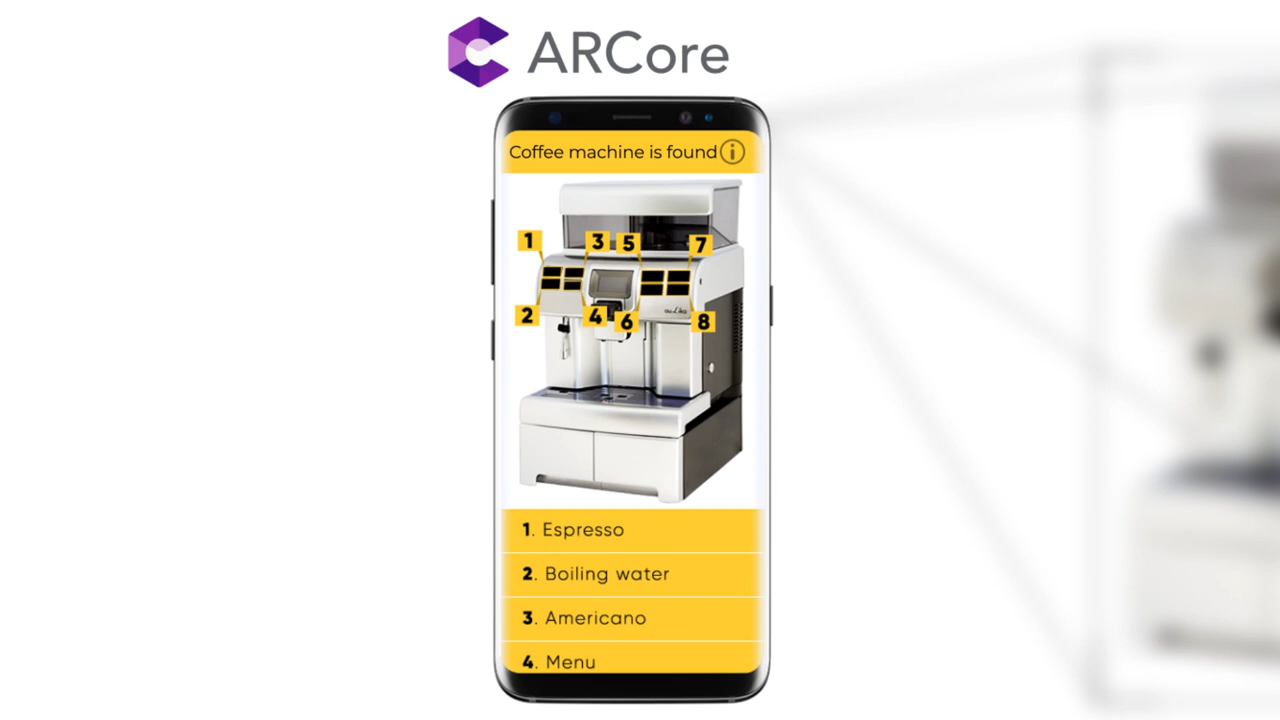 ARCore
Coffee machine is found
1
3
5
7
2
4
6
8
1. Espresso
2. Boiling water
3. Americano
4. Menu